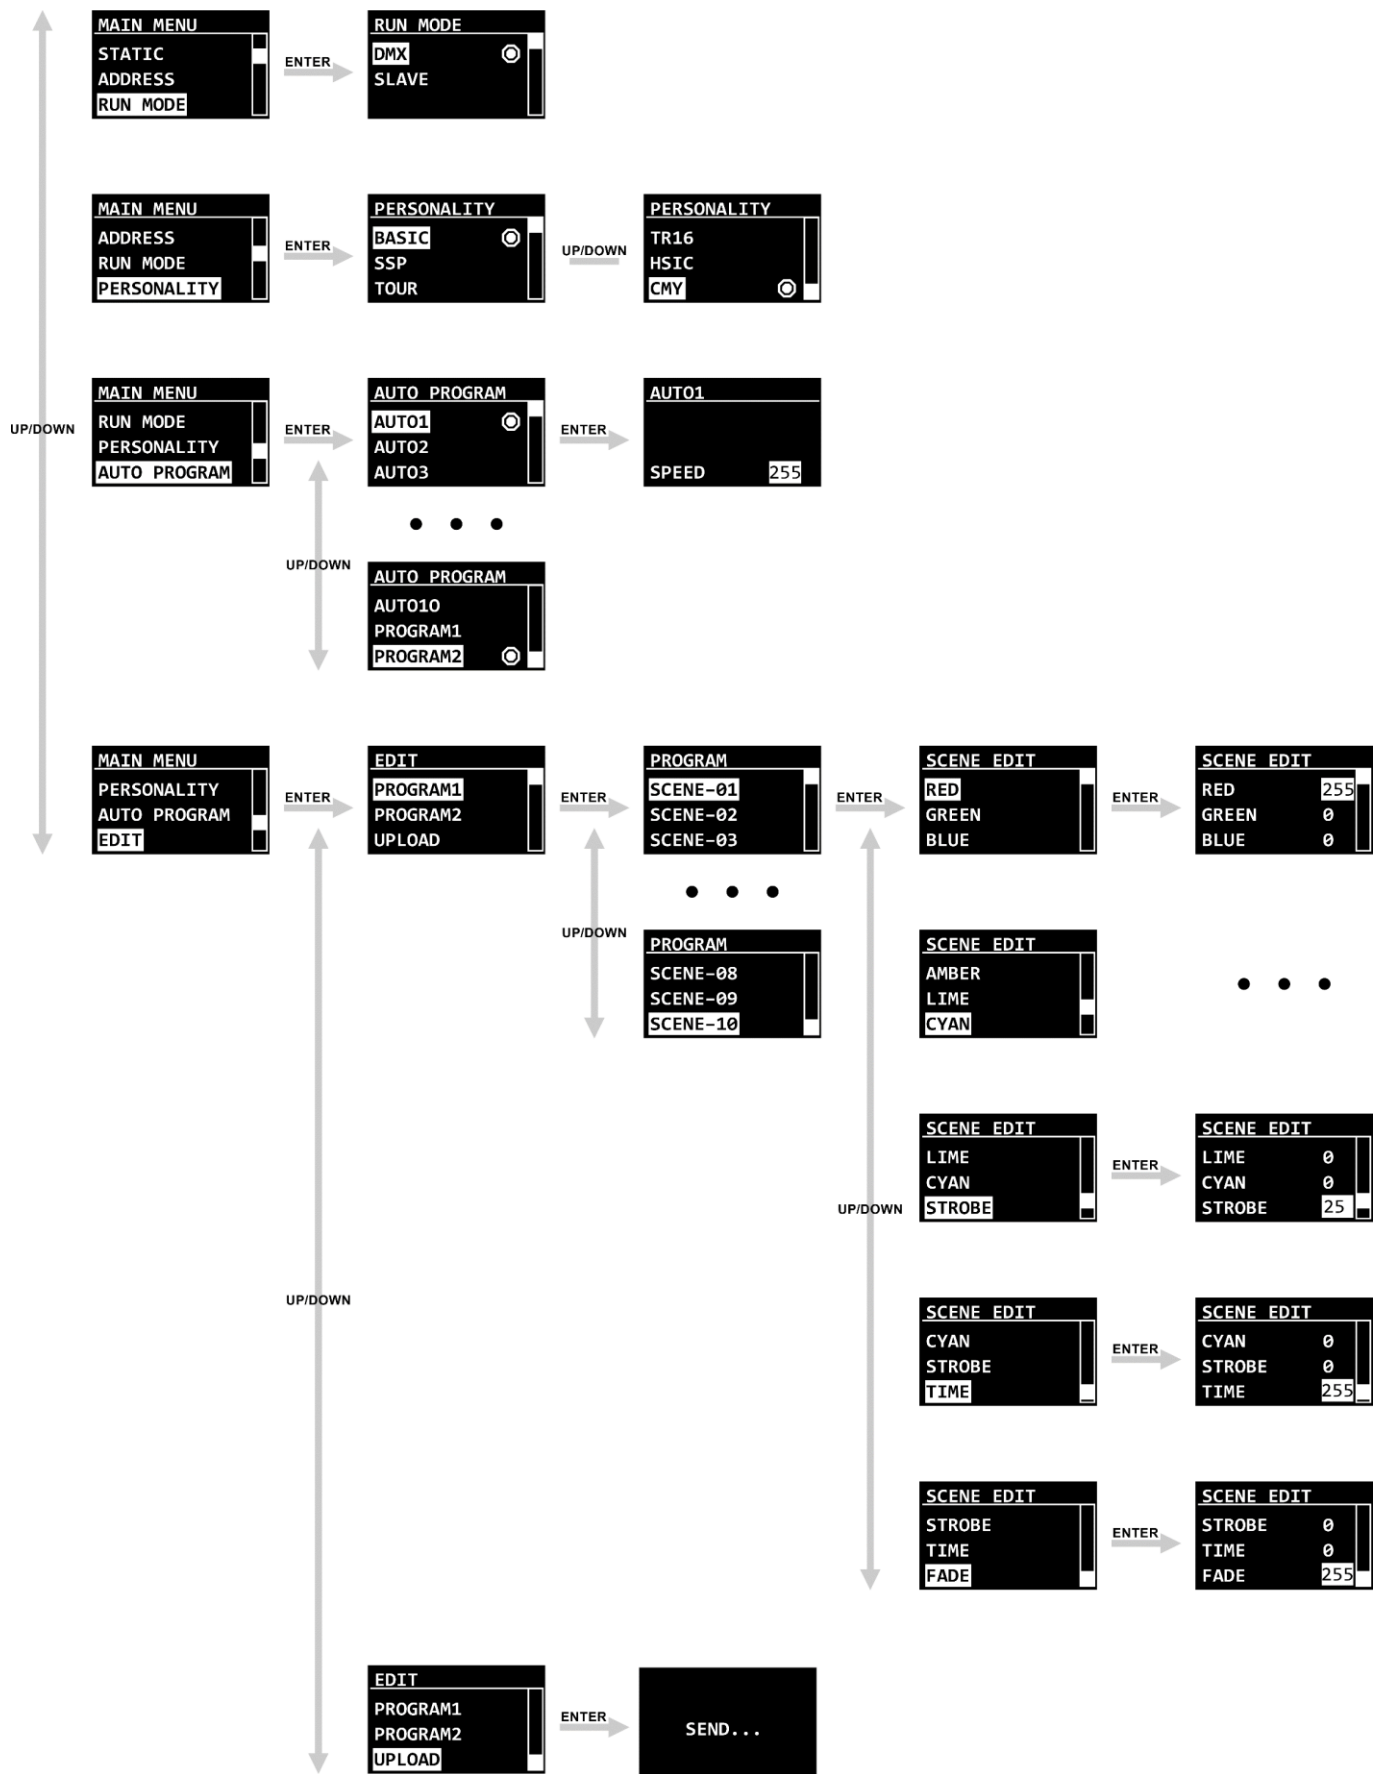 MAIN MENU
STATIC
ADDRESS
RUN MODE
ENTER
RUN MODE
DMX
SLAVE
MAIN MENU
ADDRESS
RUN MODE
PERSONALITY
ENTER
PERSONALITY
BASIC
SSP
TOUR
UP/DOWN
PERSONALITY
TR16
HSIC
CMY
UP/DOWN
MAIN MENU
RUN MODE
PERSONALITY
AUTO PROGRAM
ENTER
AUTO PROGRAM
AUTO1
AUTO2
AUTO3
ENTER
AUTO1
SPEED 255
• • •
UP/DOWN
AUTO PROGRAM
AUTO10
PROGRAM1
PROGRAM2
MAIN MENU
PERSONALITY
AUTO PROGRAM
EDIT
ENTER
EDIT
PROGRAM1
PROGRAM2
UPLOAD
ENTER
PROGRAM
SCENE-01
SCENE-02
SCENE-03
ENTER
SCENE EDIT
RED
GREEN
BLUE
ENTER
SCENE EDIT
RED 255
GREEN 0
BLUE 0
• • •
UP/DOWN
PROGRAM
SCENE-08
SCENE-09
SCENE-10
SCENE EDIT
AMBER
LIME
CYAN
• • •
UP/DOWN
SCENE EDIT
LIME
CYAN
STROBE
ENTER
SCENE EDIT
LIME 0
CYAN 0
STROBE 25
UP/DOWN
SCENE EDIT
CYAN
STROBE
TIME
ENTER
SCENE EDIT
CYAN 0
STROBE 0
TIME 255
SCENE EDIT
STROBE
TIME
FADE
ENTER
SCENE EDIT
STROBE 0
TIME 0
FADE 255
EDIT
PROGRAM1
PROGRAM2
UPLOAD
ENTER
SEND...